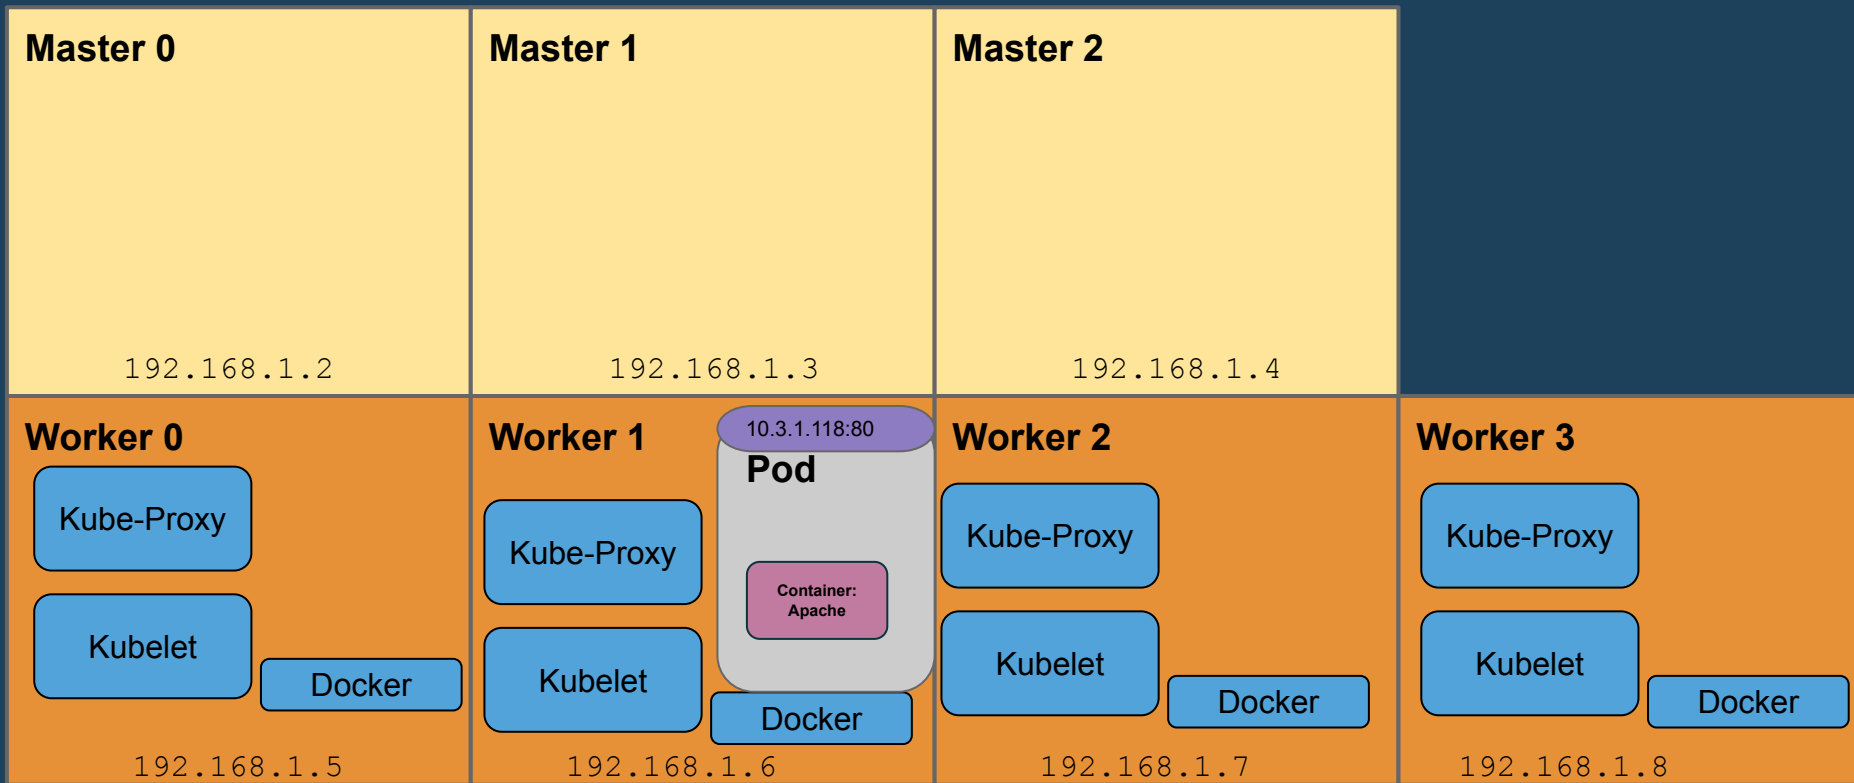 Master 0
Master 1
Master 2
192.168.1.2
192.168.1.3
192.168.1.4
Worker 0
Kube-Proxy
Kubelet
Docker
192.168.1.5
Worker 1
10.3.1.118:80
Pod
Container:
Apache
Kube-Proxy
Kubelet
Docker
192.168.1.6
Worker 2
Kube-Proxy
Kubelet
Docker
192.168.1.7
Worker 3
Kube-Proxy
Kubelet
Docker
192.168.1.8